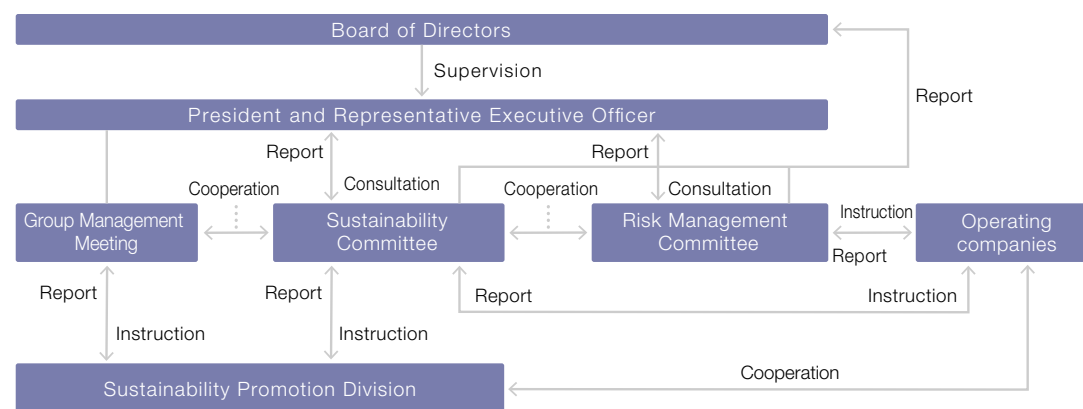 Board of Directors
Supervision
Report
President and Representative Executive Officer
Report
Report
Cooperation
Consultation
Cooperation
Consultation
Group Management
Meeting
Sustainability
Committee
Risk Management
Committee
Instruction
Report
Operating
companies
Report
Report
Report
Instruction
Instruction
Instruction
Cooperation
Sustainability Promotion Division